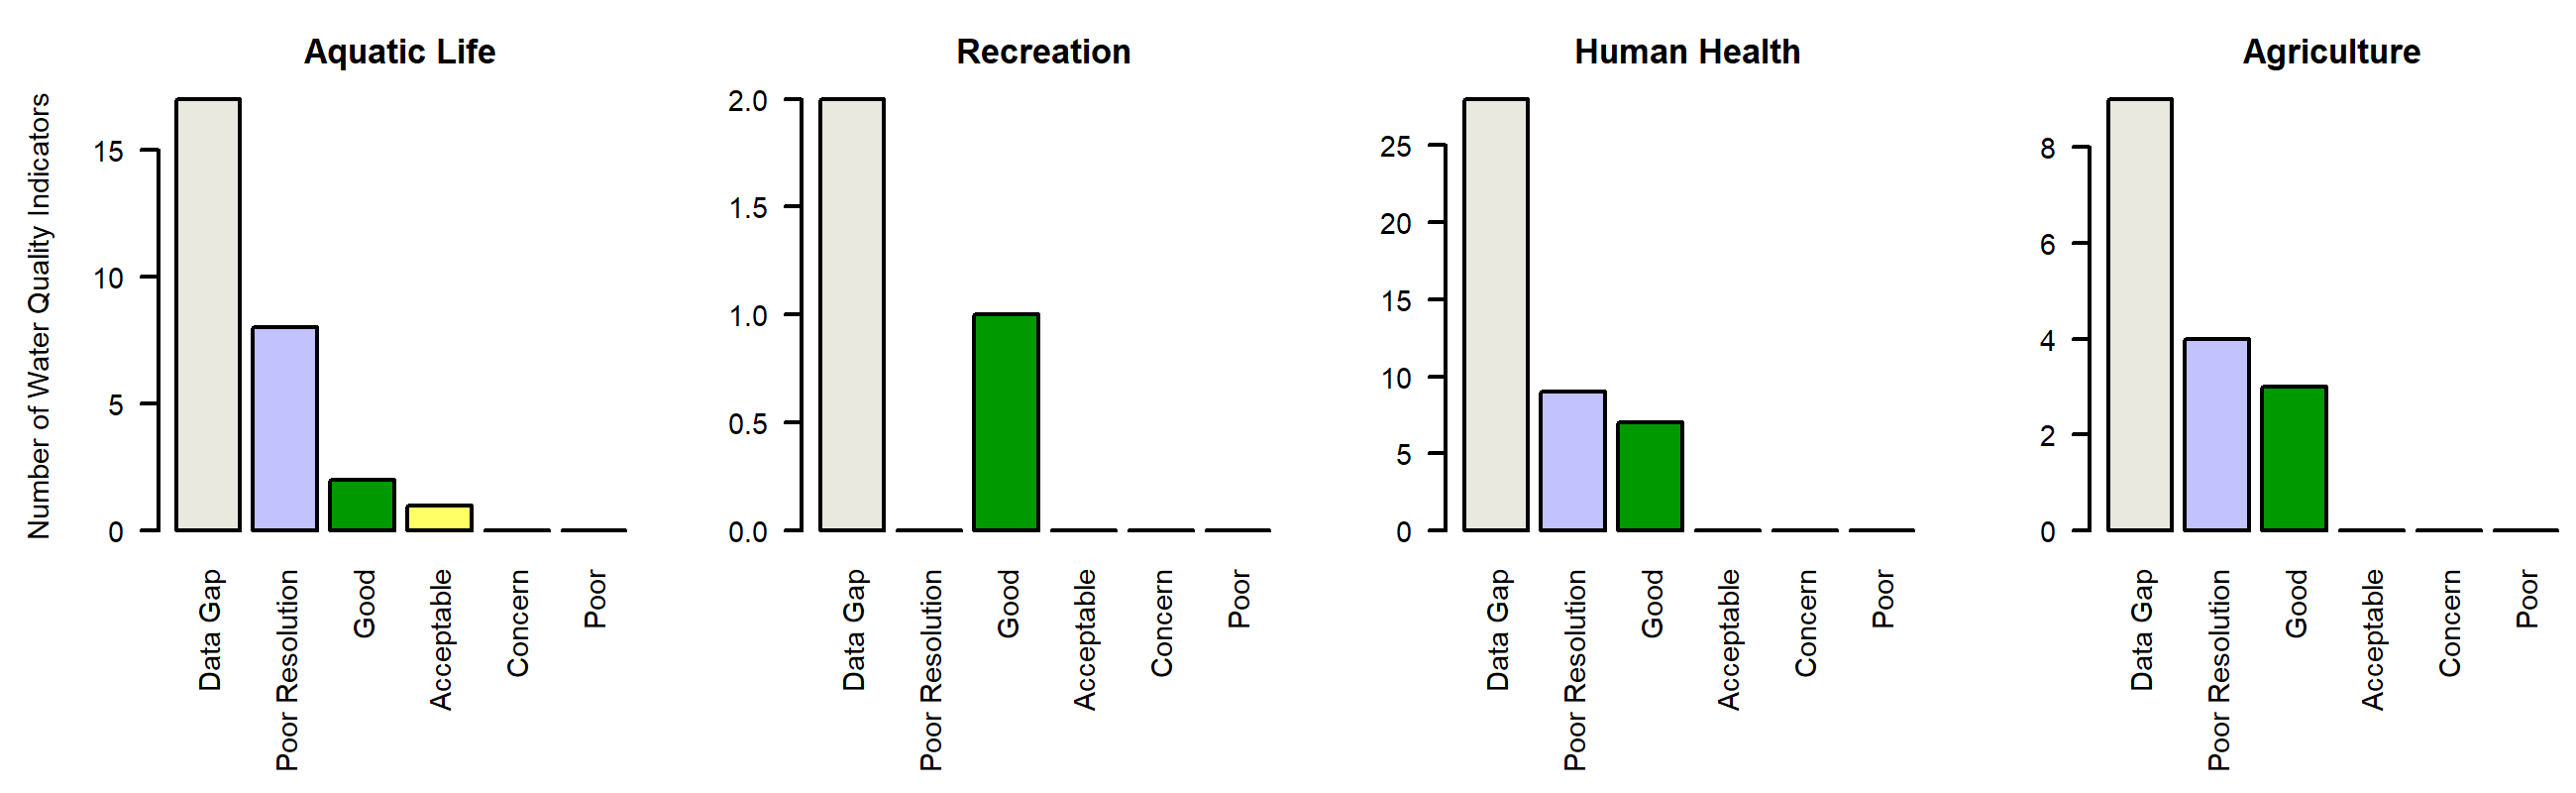 Aquatic Life
Number of Water Quality Indicators
15
10
5
0
Data Gap
Poor Resolution
Good
Acceptable
Concern
Poor
Recreation
2.0
1.5
1.0
0.5
0.0
Data Gap
Poor Resolution
Good
Acceptable
Concern
Poor
Human Health
25
20
15
10
5
0
Data Gap
Poor Resolution
Good
Acceptable
Concern
Poor
Agriculture
8
6
4
2
0
Data Gap
Poor Resolution
Good
Acceptable
Concern
Poor